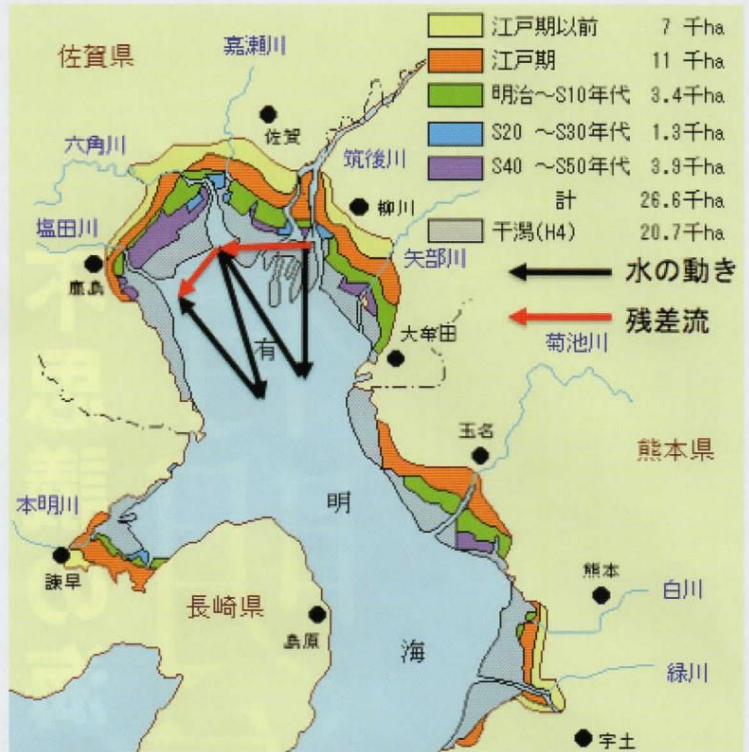 江戸期以前 7 千ha
江戸期 11 千ha
明治～S10年代 3.4千ha
S20 ～S30年代 1.3千ha
S40 ～S50年代 3.9千ha
計 26.6千ha
干潟(H4) 20.7千ha
水の動き
残差流
佐賀県
嘉瀬川
佐賀
六角川
筑後川
柳川
塩田川
鹿島
矢部川
大牟田
菊池川
有
玉名
熊本県
本明川
明
諫早
熊本
長崎県
白川
島原
海
緑川
宇土